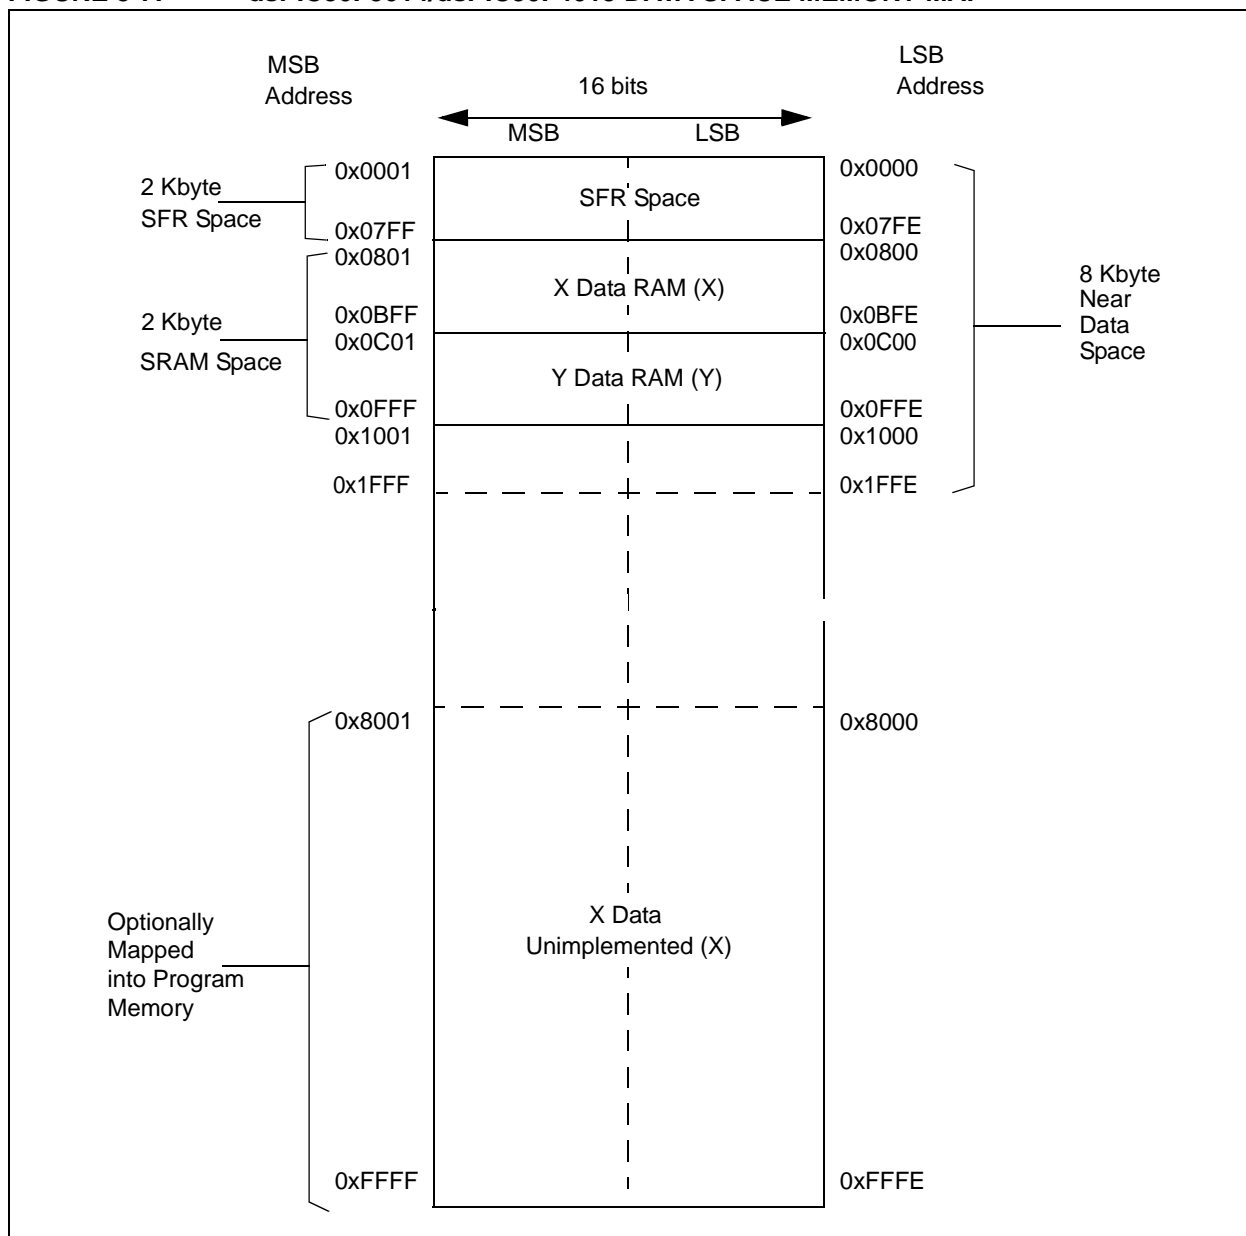 MSB
Address
LSB
Address
16 bits
MSB
LSB
2 Kbyte
SFR Space
0x0001
SFR Space
0x0000
0x07FF
0x07FE
0x0801
0x0800
2 Kbyte
SRAM Space
X Data RAM (X)
0x0BFF
0x0BFE
0x0C01
0x0C00
Y Data RAM (Y)
0x0FFF
0x0FFE
0x1001
0x1000
0x1FFF
0x1FFE
8 Kbyte
Near
Data
Space
0x8001
0x8000
Optionally
Mapped
into Program
Memory
X Data
Unimplemented (X)
0xFFFF
0xFFFE